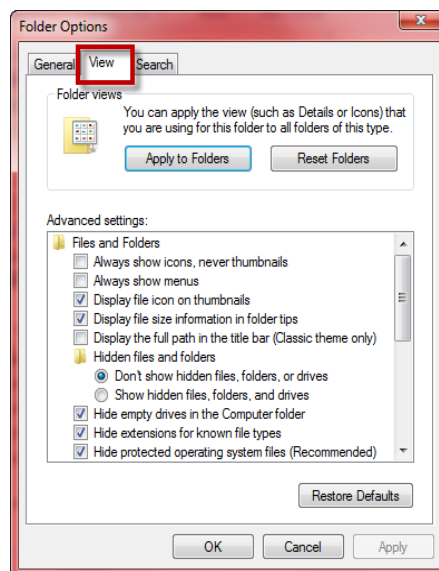 Folder Options
General View Search
Folder views
You can apply the view (such as Details or Icons) that
you are using for this folder to all folders of this type.
Apply to Folders Reset Folders
Advanced settings:
Files and Folders
Always show icons, never thumbnails
Always show menus
Display file icon on thumbnails
Display file size information in folder tips
Display the full path in the title bar (Classic theme only)
Hidden files and folders
Don't show hidden files, folders, or drives
Show hidden files, folders, and drives
Hide empty drives in the Computer folder
Hide extensions for known file types
Hide protected operating system files (Recommended)
Restore Defaults
OK Cancel Apply